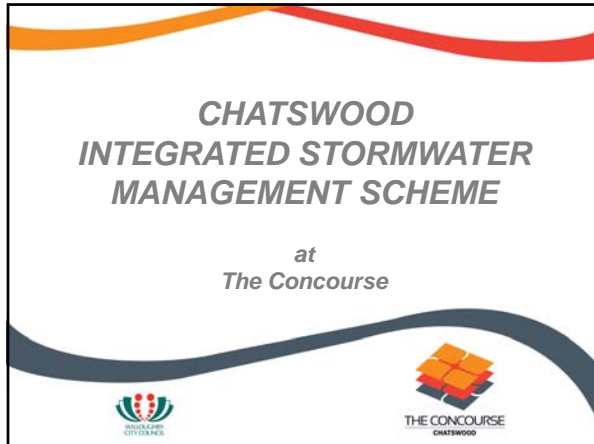 CHATSWOOD
INTEGRATED STORMWATER
MANAGEMENT SCHEME
at
The Concourse
WILLOUGHBY
CITY COUNCIL
THE CONCOURSE
CHATSWOOD